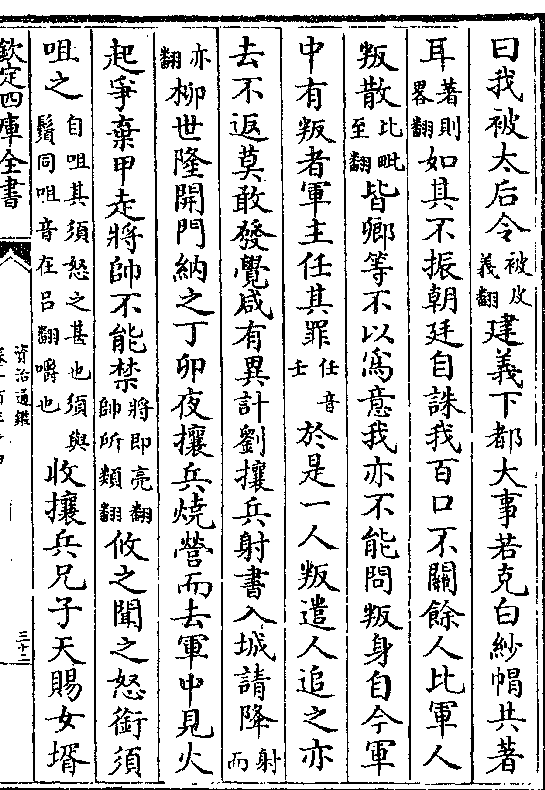 曰我被太后令被皮義翻建義下都大事若克白紗帽共著
耳著則畧翻如其不振朝廷自誅我百口不關餘人比軍人
叛散比毗至翻皆卿等不以為意我亦不能問叛身自今軍
中有叛者軍主任其罪任音壬於是一人叛遣人追之亦
去不返莫敢發覺咸有異計劉攘兵射書入城請降射而
亦翻柳世隆開門納之丁卯夜攘兵燒營而去軍中見火
起爭棄甲走將帥不能禁將即亮翻帥所類翻攸之聞之怒銜須
咀之自咀其須怒之甚也須與鬚同咀音在呂翻嚼也收攘兵兄子天賜女壻
欽定四庫全書
資治通鑑
三十二